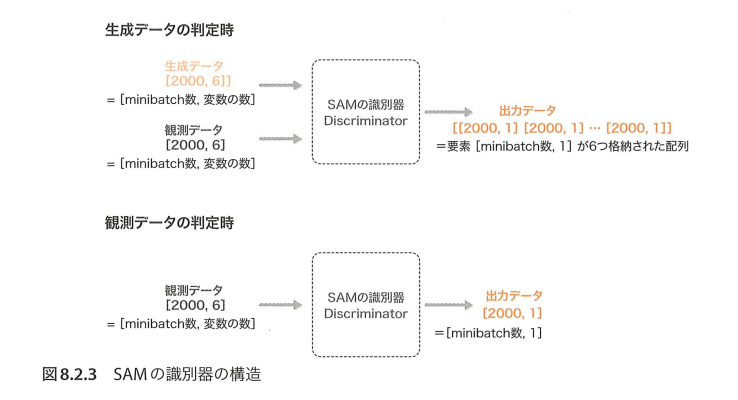 生成データの判定時
生成データ
[2000, 6]]
= [minibatch数, 変数の数]
観測データ
[2000, 6]
= [minibatch数, 変数の数]
SAMの識別器
Discriminator
出力データ
[[2000, 1] [2000, 1] … [2000, 1]]
＝要素 [minibatch数, 1] が6つ格納された配列
観測データの判定時
観測データ
[2000, 6]
= [minibatch数, 変数の数]
SAMの識別器
Discriminator
出力データ
[2000, 1]
＝[minibatch数, 1]
図8.2.3 SAMの識別器の構造